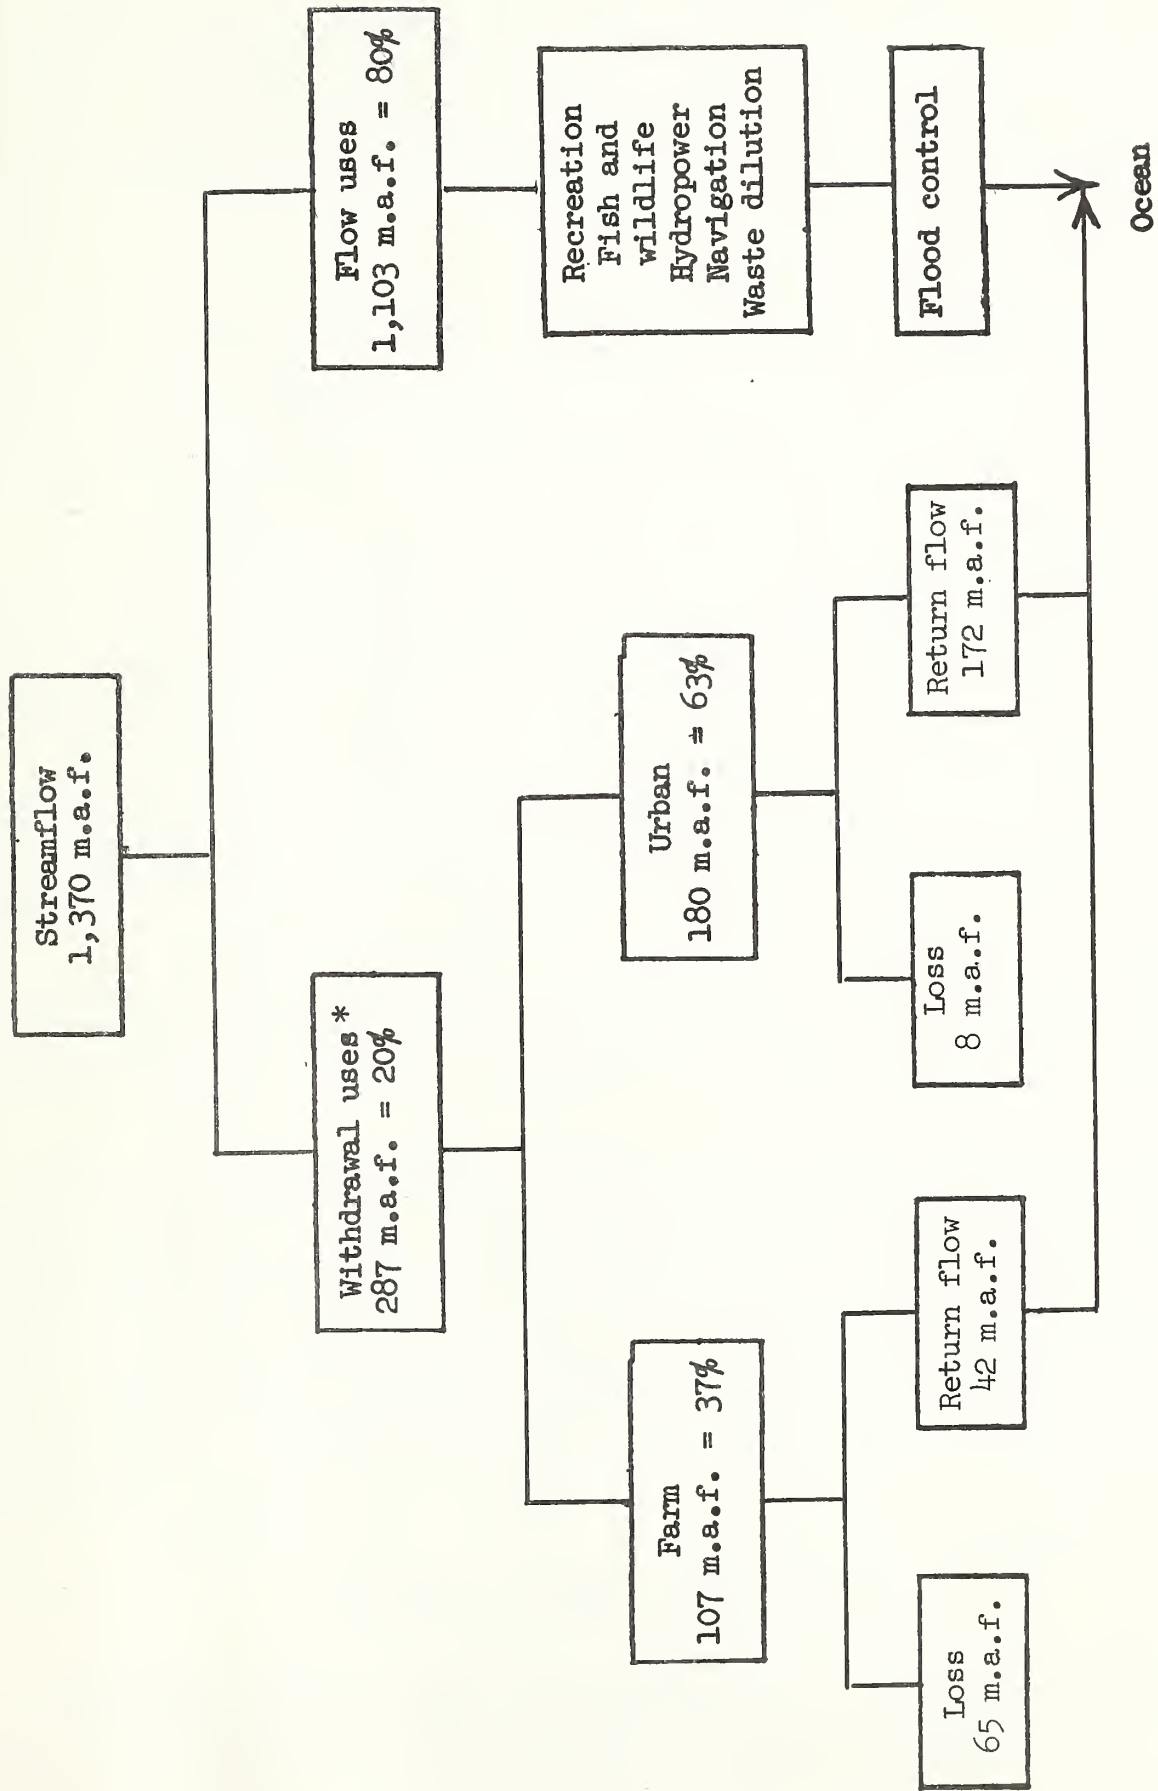 Streamflow
1,370 m.a.f.
Withdrawal uses*
287 m.a.f. = 20%
Flow uses
1,103 m.a.f. = 80%
Farm
107 m.a.f. = 37%
Urban
180 m.a.f. = 63%
Recreation
Fish and
wildlife
Hydropower
Navigation
Waste dilution
Loss
65 m.a.f.
Return flow
42 m.a.f.
Loss
8 m.a.f.
Return flow
172 m.a.f.
Flood control
Ocean